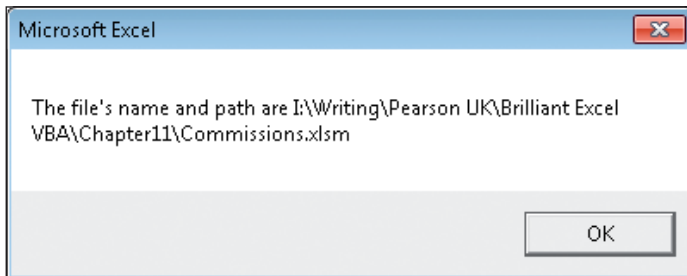 Microsoft Excel
The file's name and path are I:\Writing\Pearson UK\Brilliant Excel
VBA\Chapter11\Commissions.xlsm
OK